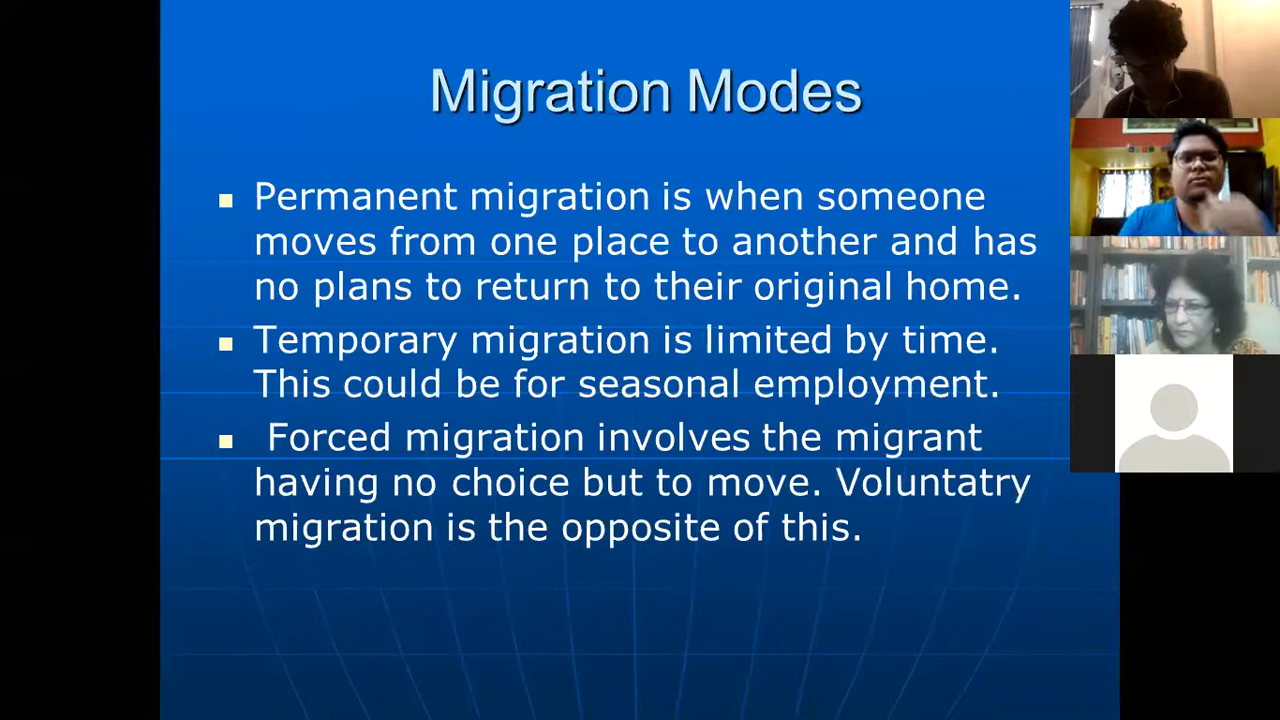 Migration Modes
Permanent migration is when someone
moves from one place to another and has
no plans to return to their original home.
Temporary migration is limited by time.
This could be for seasonal employment.
Forced migration involves the migrant
having no choice but to move. Voluntatry
migration is the opposite of this.